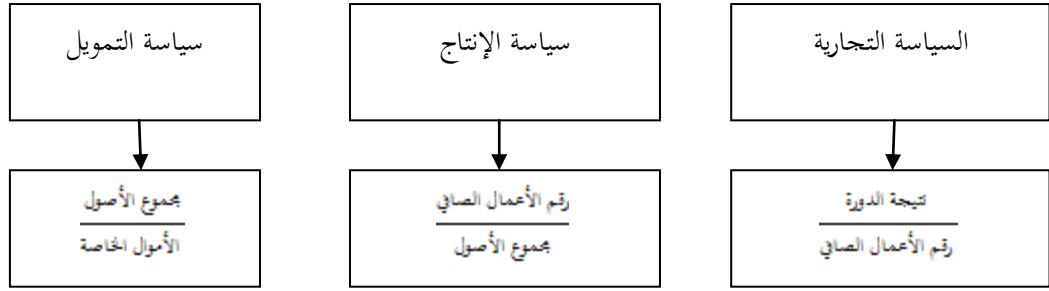 السياسة التجارية
سياسة الإنتاج
سياسة التمويل
نتيجة الدورة
رقم الأعمال الصافي
رقم الأعمال الصافي
مجموع الأصول
مجموع الأصول
الأموال الخاصة